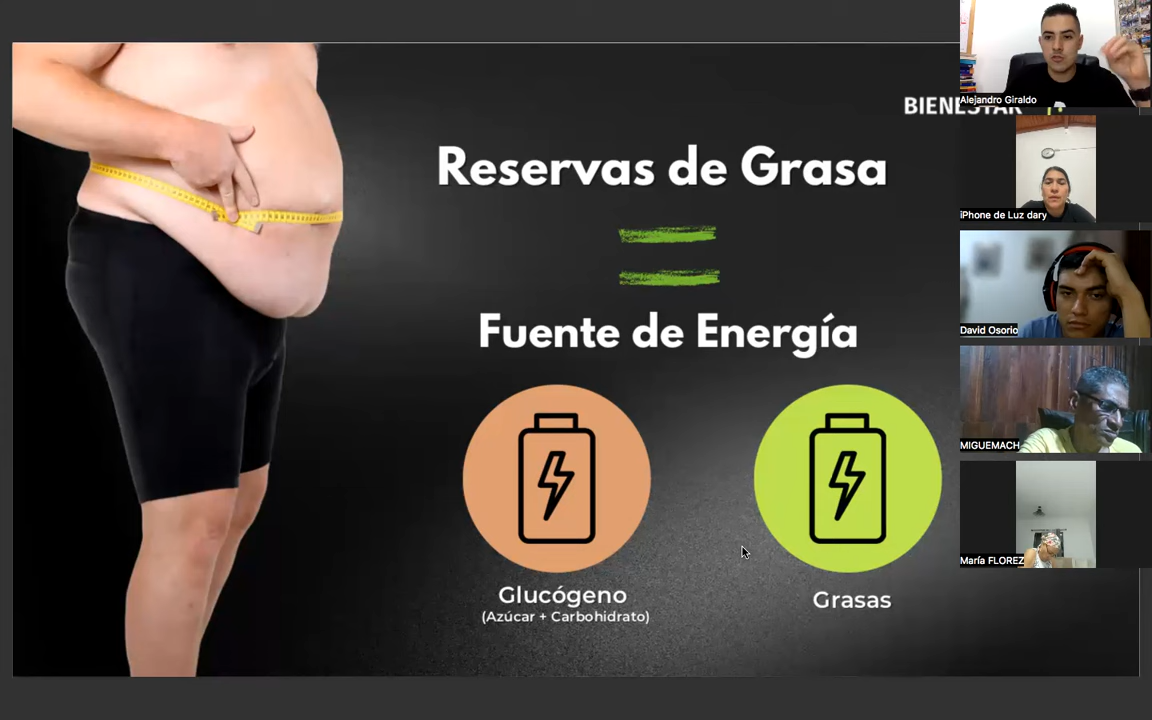 Reservas de Grasa
Fuente de Energía
Glucógeno
(Azúcar + Carbohidrato)
Grasas
Alejandro Giraldo
iPhone de Luz dary
David Osorio
MIGUEMACH
María FLOREZ